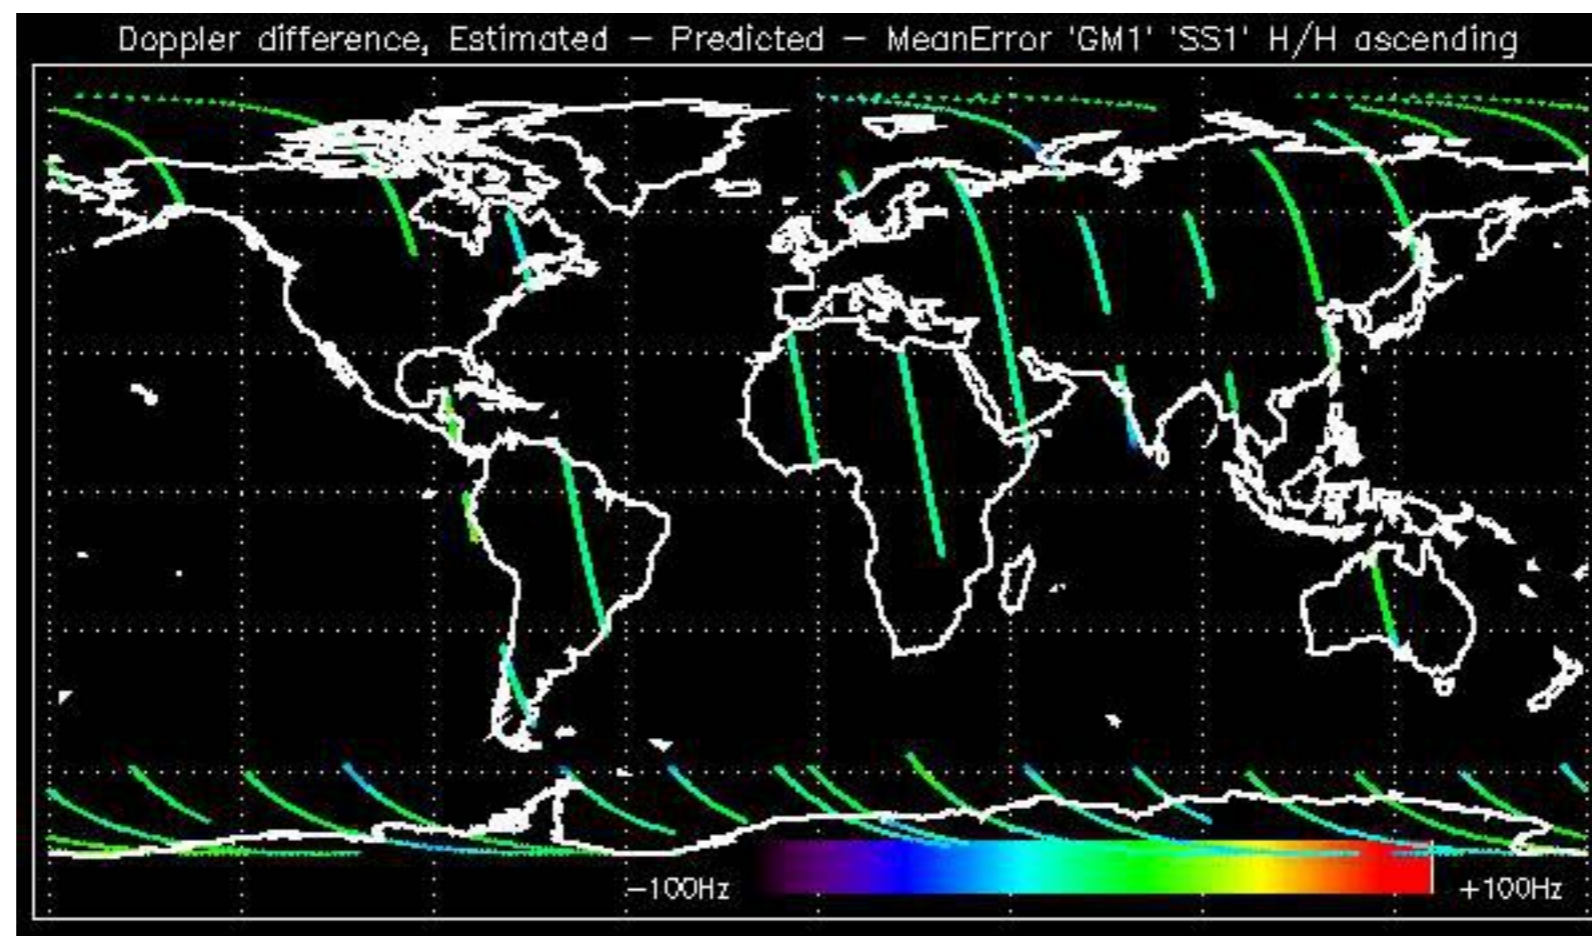 Doppler difference, Estimated – Predicted – MeanError 'GM1' 'SS1' H/H ascending
–100Hz +100Hz